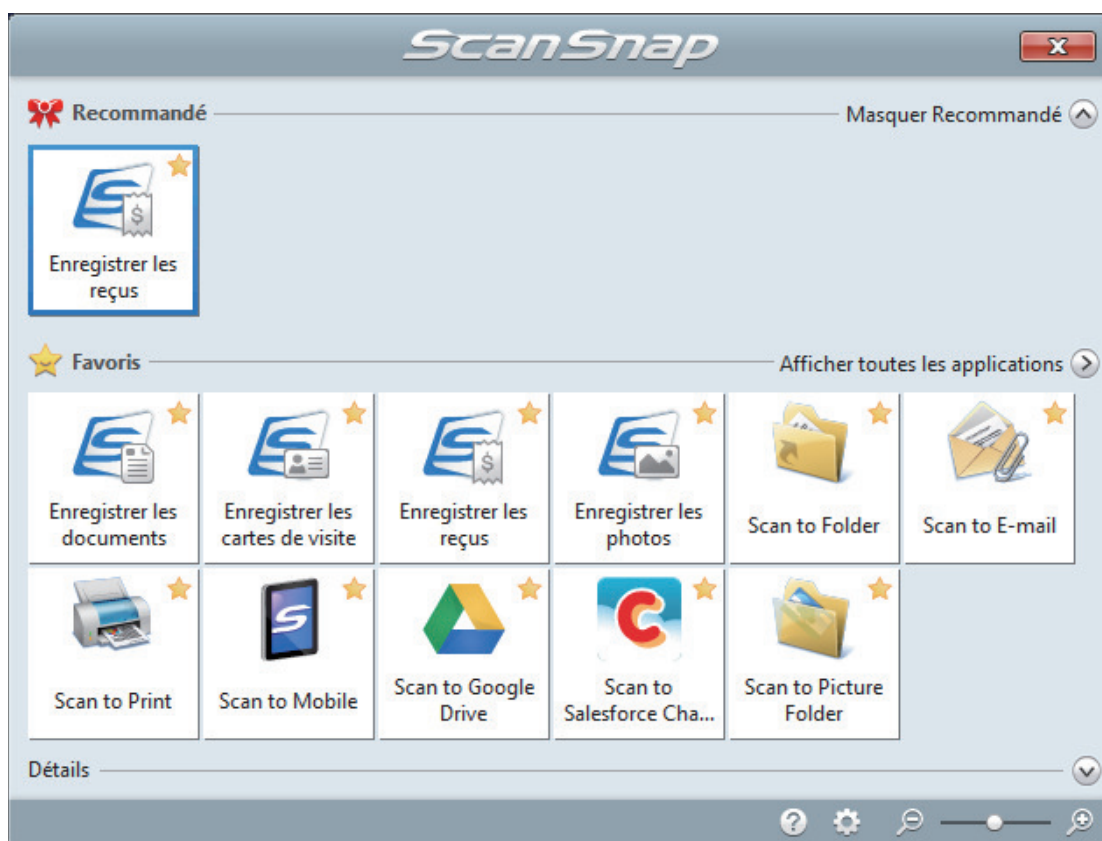 ScanSnap
Recommandé
Masquer Recommandé
Enregistrer les
reçus
Favoris
Afficher toutes les applications
Enregistrer les
documents
Enregistrer les
cartes de visite
Enregistrer les
reçus
Enregistrer les
photos
Scan to Folder
Scan to E-mail
Scan to Print
Scan to Mobile
Scan to Google
Drive
Scan to
Salesforce Cha...
Scan to Picture
Folder
Détails